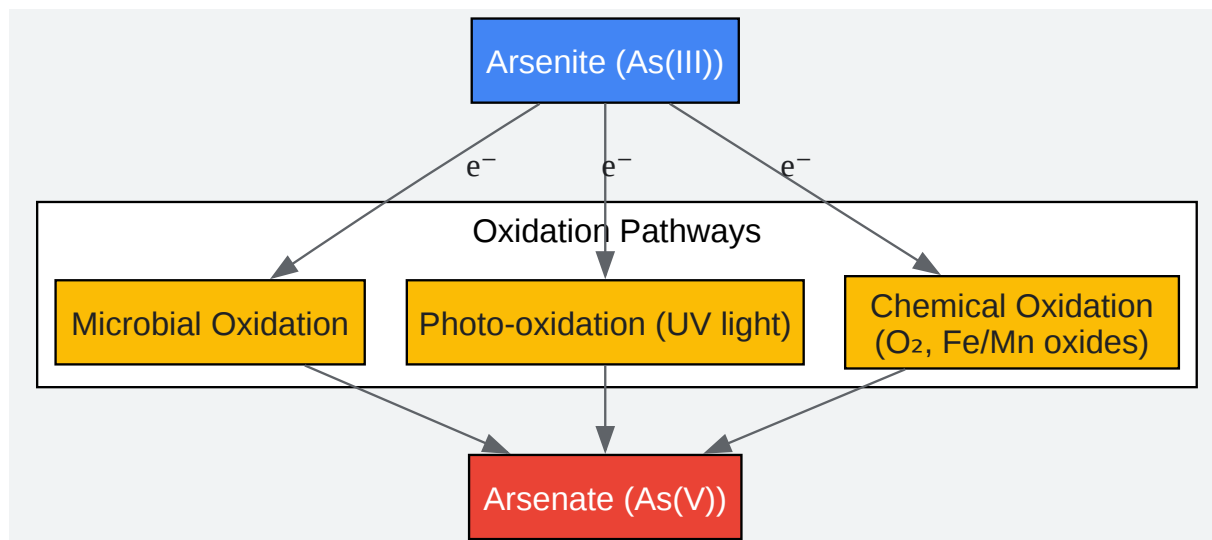 Arsenite (As(III))
e⁻
e⁻
e⁻
Oxidation Pathways
Microbial Oxidation
Photo-oxidation (UV light)
Chemical Oxidation
(O₂, Fe/Mn oxides)
Arsenate (As(V))